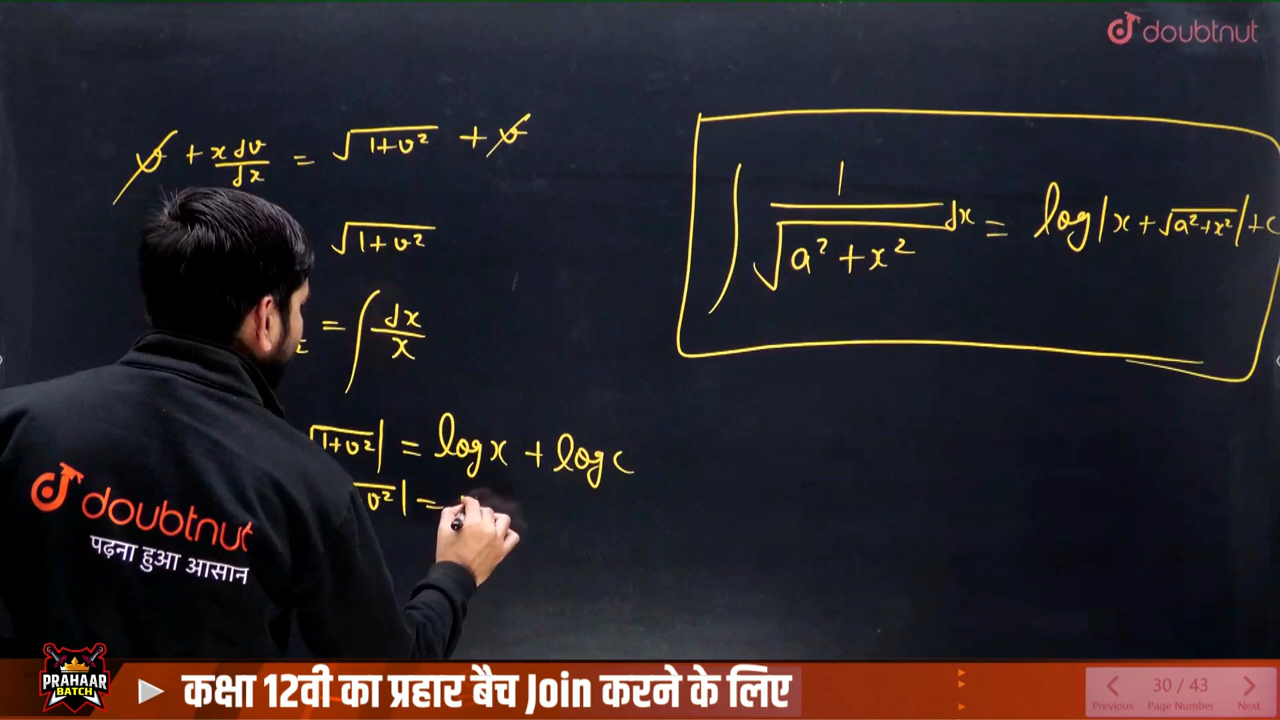 doubtnut
v + x dv/dx = √(1+v²) + v
√(1+v²)
= ∫ dx/x
√(1+v²)| = log x + log c
v²| =
∫ 1/√(a²+x²) dx = log|x + √(a²+x²)| + c
doubtnut
पढ़ना हुआ आसान
PRAHAAR
BATCH
कक्षा 12वी का प्रहार बैच Join करने के लिए
30 / 43
Previous Page Number Next